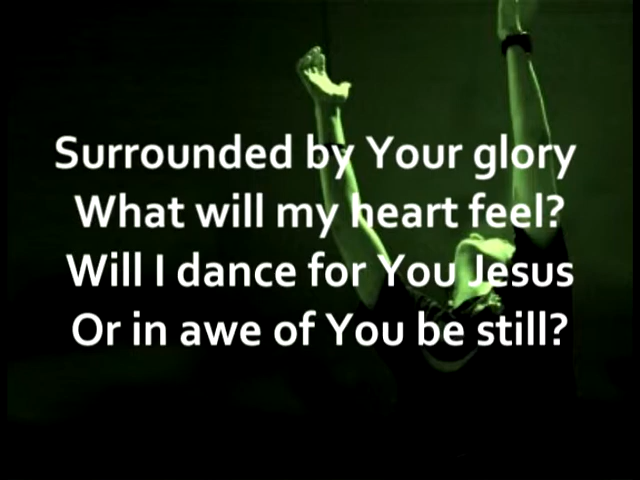 Surrounded by Your glory
What will my heart feel?
Will I dance for You Jesus
Or in awe of You be still?